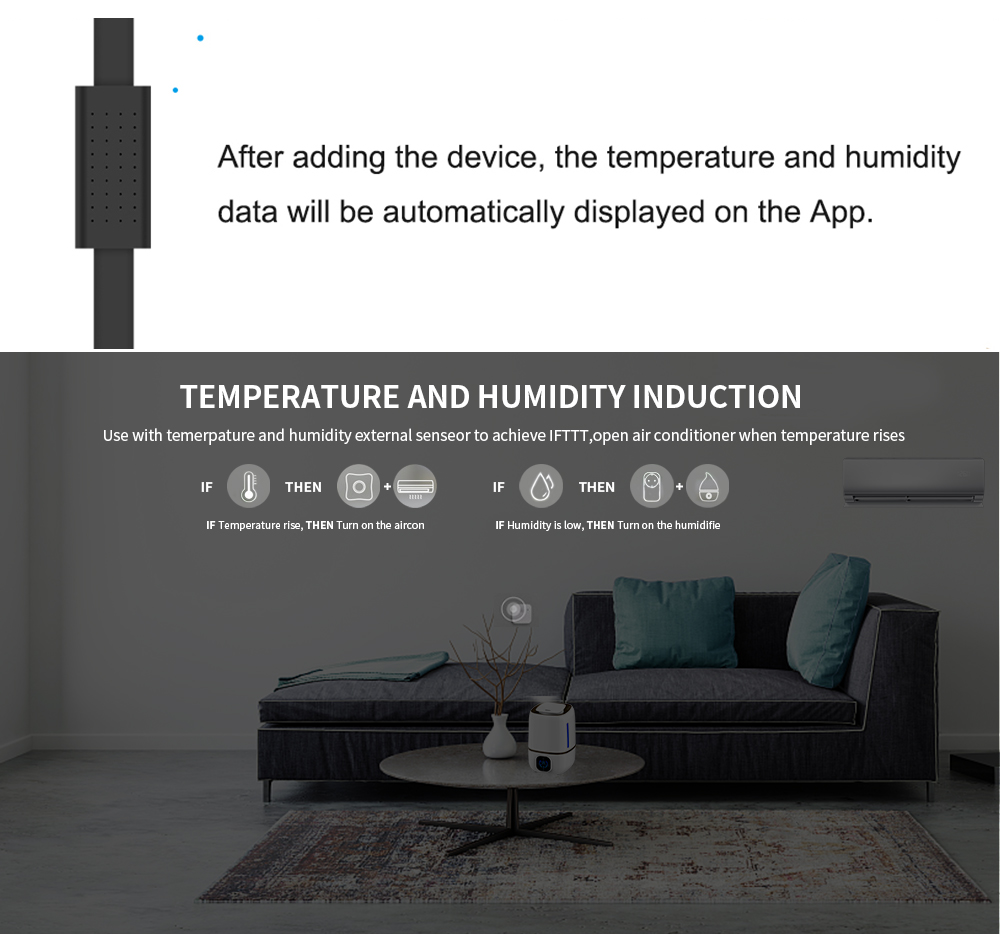 After adding the device, the temperature and humidity
data will be automatically displayed on the App.
TEMPERATURE AND HUMIDITY INDUCTION
Use with temerpature and humidity external senseor to achieve IFTTT,open air conditioner when temperature rises
IF THEN + IF THEN +
IF Temperature rise, THEN Turn on the aircon
IF Humidity is low, THEN Turn on the humidifie